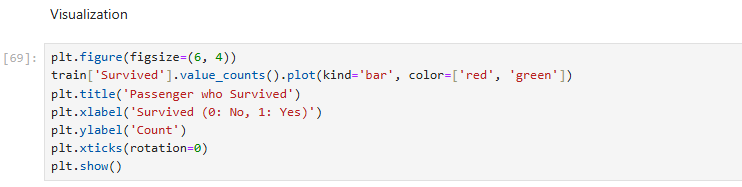 Visualization
[69]: plt.figure(figsize=(6, 4))
train['Survived'].value_counts().plot(kind='bar', color=['red', 'green'])
plt.title('Passenger who Survived')
plt.xlabel('Survived (0: No, 1: Yes)')
plt.ylabel('Count')
plt.xticks(rotation=0)
plt.show()